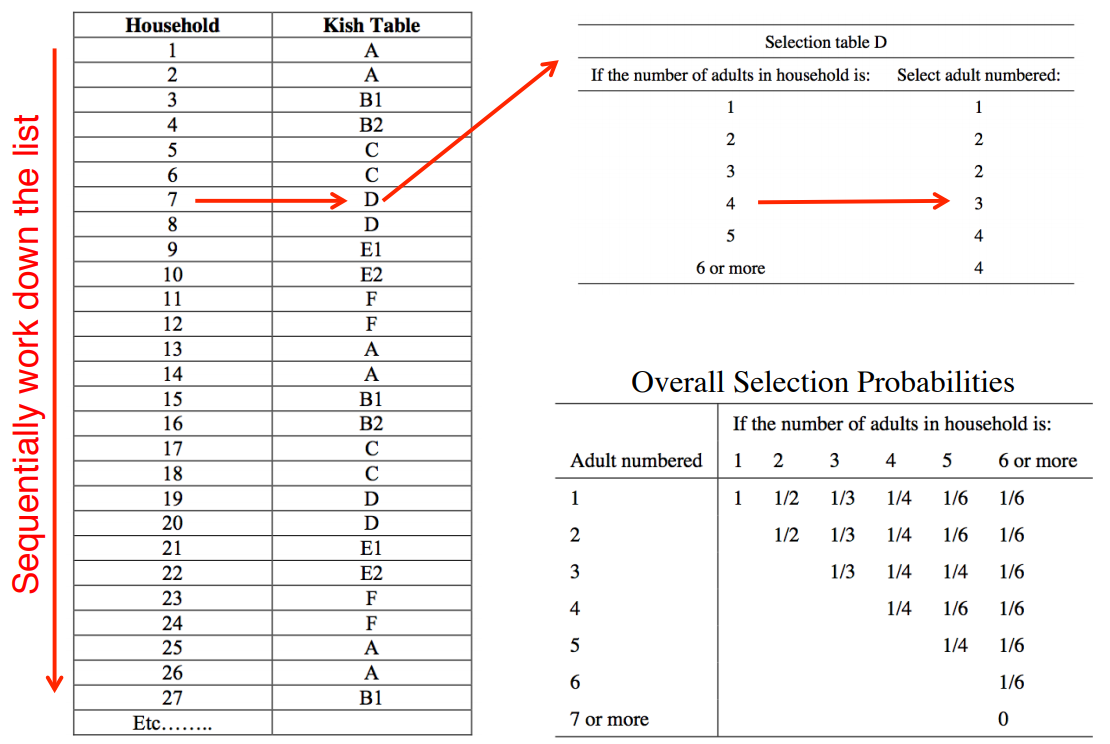 Sequentially work down the list
Household Kish Table
1 A
2 A
3 B1
4 B2
5 C
6 C
7 D
8 D
9 E1
10 E2
11 F
12 F
13 A
14 A
15 B1
16 B2
17 C
18 C
19 D
20 D
21 E1
22 E2
23 F
24 F
25 A
26 A
27 B1
Etc……..
Selection table D
If the number of adults in household is: Select adult numbered:
1 1
2 2
3 2
4 3
5 4
6 or more 4
Overall Selection Probabilities
If the number of adults in household is:
Adult numbered 1 2 3 4 5 6 or more
1 1 1/2 1/3 1/4 1/6 1/6
2 1/2 1/3 1/4 1/6 1/6
3 1/3 1/4 1/4 1/6
4 1/4 1/6 1/6
5 1/4 1/6
6 1/6
7 or more 0